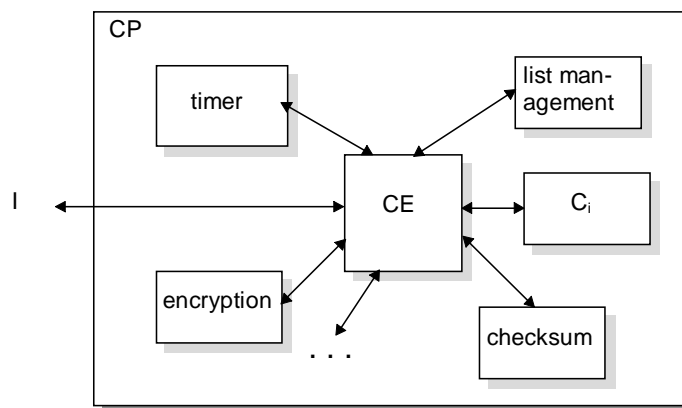 CP
timer
list man-
agement
I
CE
Ci
encryption
checksum
. . .